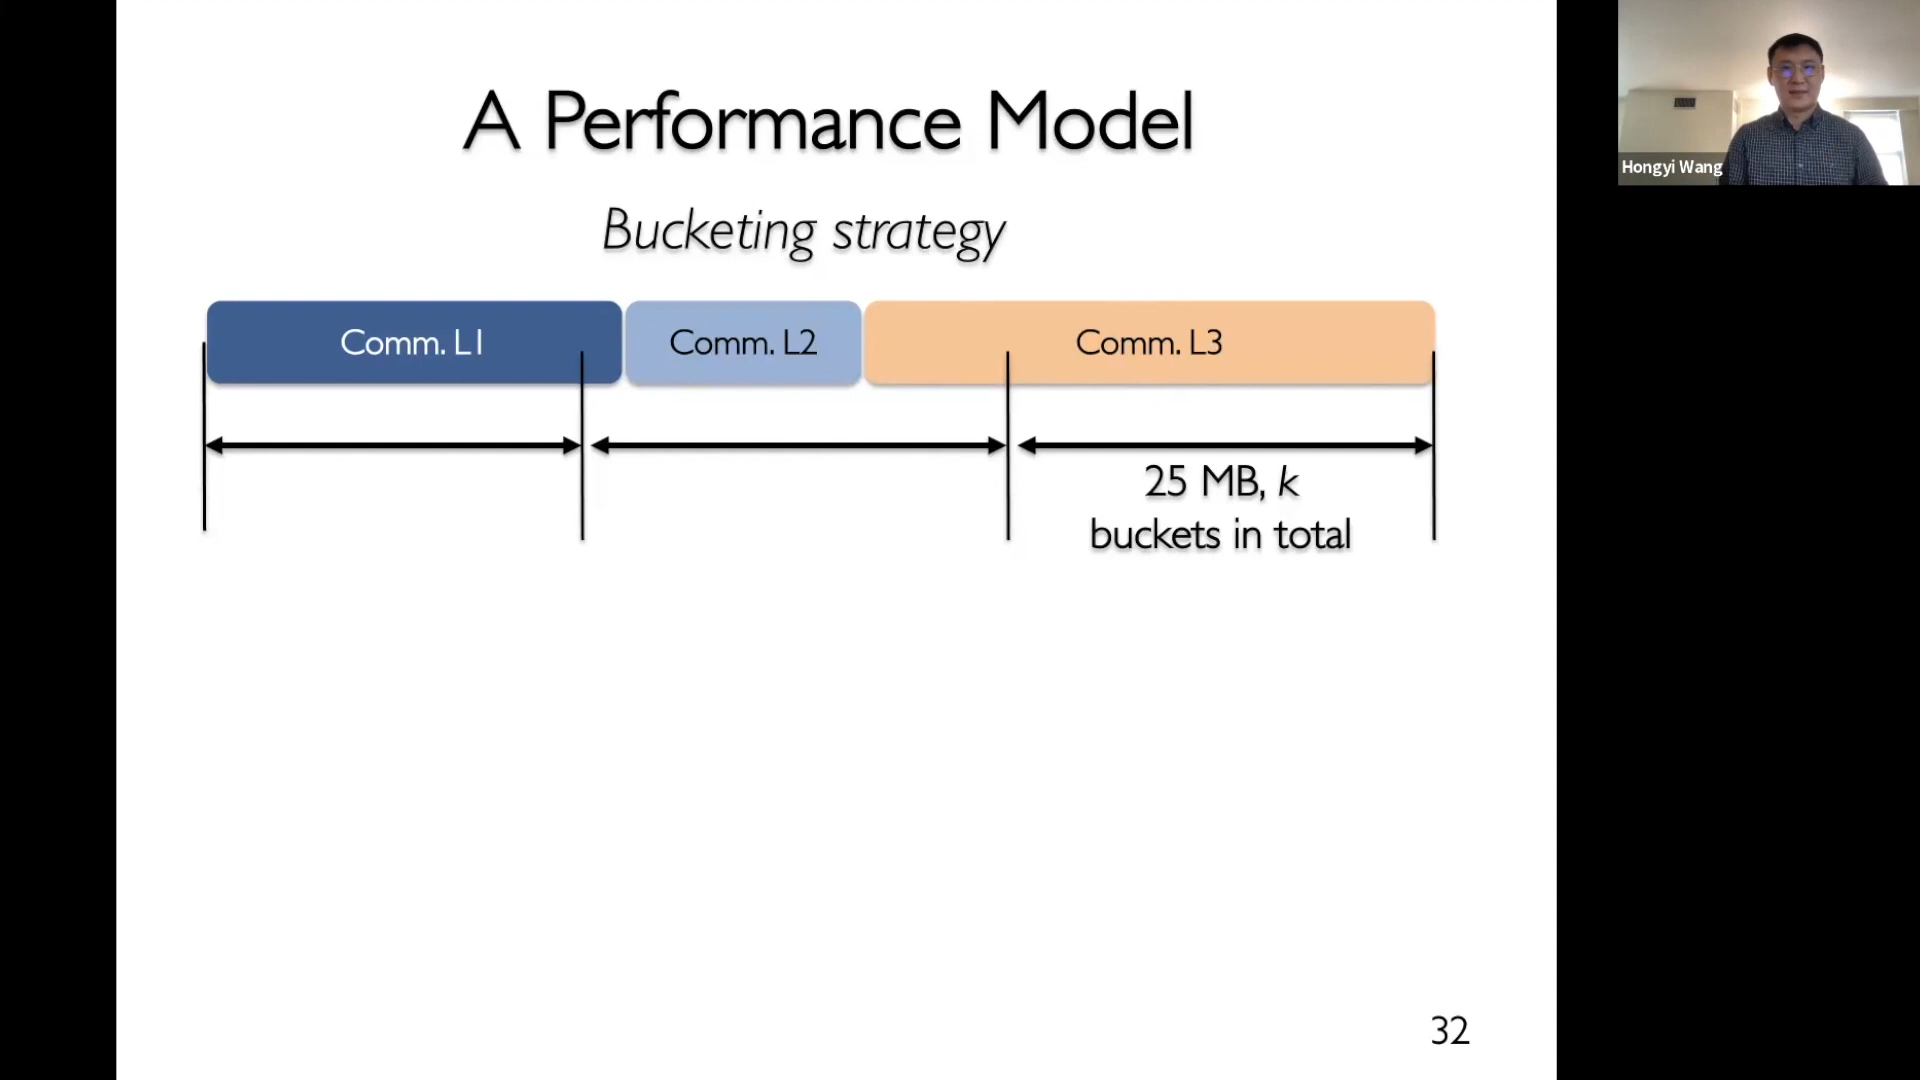 A Performance Model
Bucketing strategy
Comm. L1
Comm. L2
Comm. L3
25 MB, k
buckets in total
32
Hongyi Wang